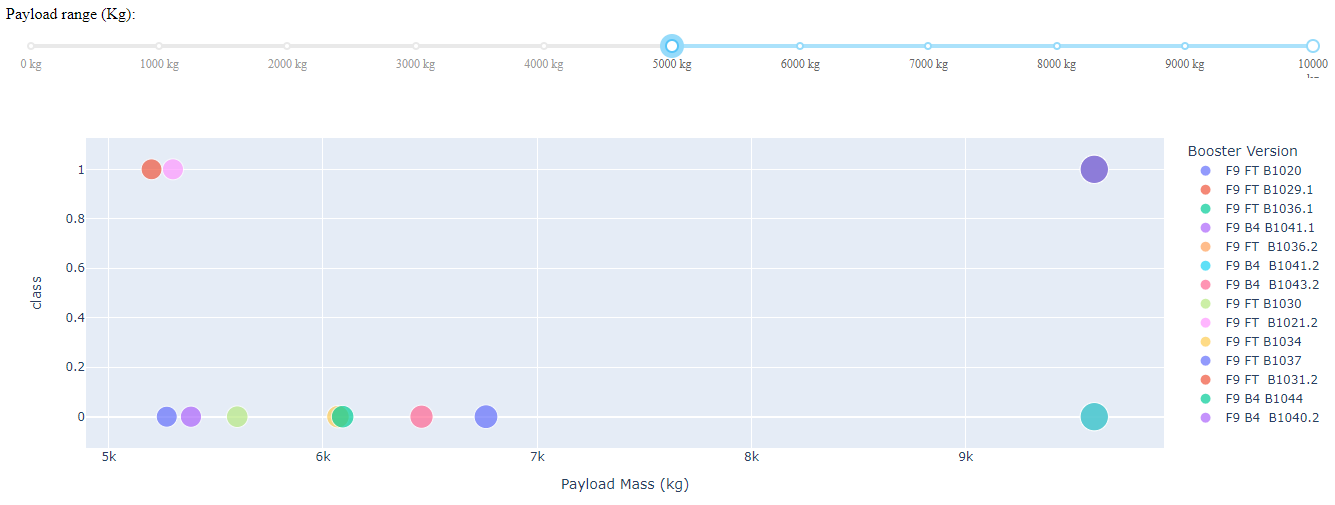 Payload range (Kg):
0 kg 1000 kg 2000 kg 3000 kg 4000 kg 5000 kg 6000 kg 7000 kg 8000 kg 9000 kg 10000
Booster Version
F9 FT B1020
F9 FT B1029.1
F9 FT B1036.1
F9 B4 B1041.1
F9 FT  B1036.2
F9 B4  B1041.2
F9 B4  B1043.2
F9 FT B1030
F9 FT  B1021.2
F9 FT B1034
F9 FT B1037
F9 FT  B1031.2
F9 B4 B1044
F9 B4  B1040.2
class
1
0.8
0.6
0.4
0.2
0
5k 6k 7k 8k 9k
Payload Mass (kg)